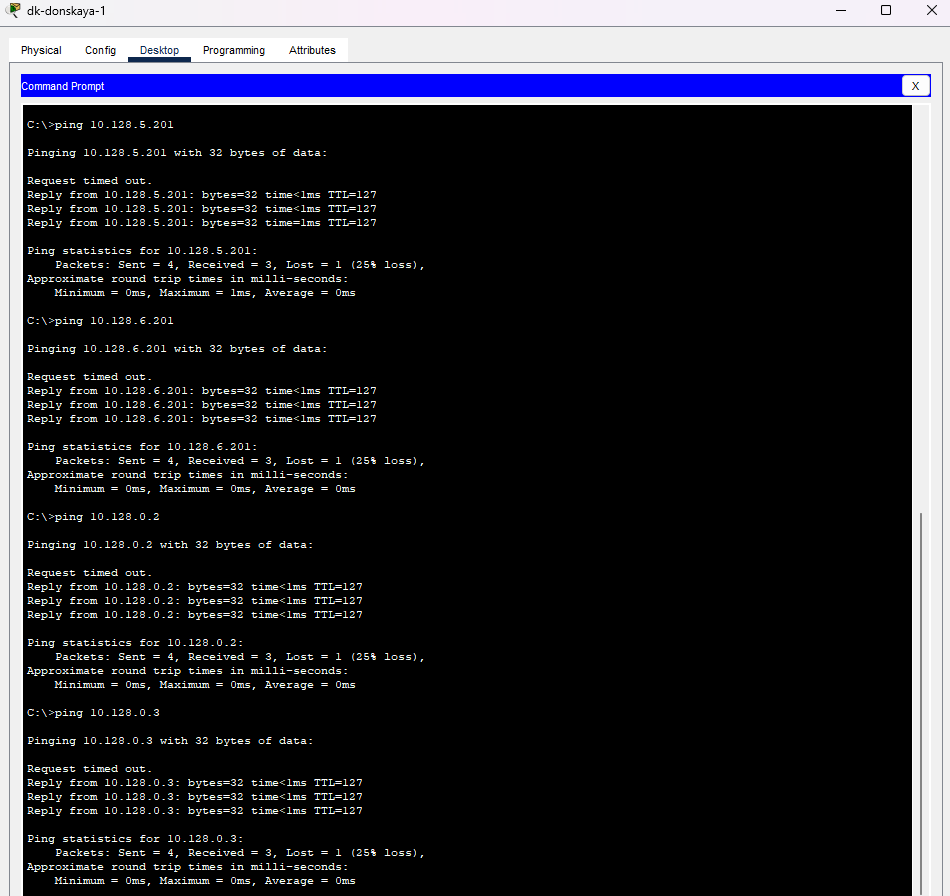 dk-donskaya-1
Physical Config Desktop Programming Attributes
Command Prompt
X
C:\>ping 10.128.5.201
Pinging 10.128.5.201 with 32 bytes of data:
Request timed out.
Reply from 10.128.5.201: bytes=32 time<1ms TTL=127
Reply from 10.128.5.201: bytes=32 time<1ms TTL=127
Reply from 10.128.5.201: bytes=32 time=1ms TTL=127
Ping statistics for 10.128.5.201:
Packets: Sent = 4, Received = 3, Lost = 1 (25% loss),
Approximate round trip times in milli-seconds:
Minimum = 0ms, Maximum = 1ms, Average = 0ms
C:\>ping 10.128.6.201
Pinging 10.128.6.201 with 32 bytes of data:
Request timed out.
Reply from 10.128.6.201: bytes=32 time<1ms TTL=127
Reply from 10.128.6.201: bytes=32 time<1ms TTL=127
Reply from 10.128.6.201: bytes=32 time<1ms TTL=127
Ping statistics for 10.128.6.201:
Packets: Sent = 4, Received = 3, Lost = 1 (25% loss),
Approximate round trip times in milli-seconds:
Minimum = 0ms, Maximum = 0ms, Average = 0ms
C:\>ping 10.128.0.2
Pinging 10.128.0.2 with 32 bytes of data:
Request timed out.
Reply from 10.128.0.2: bytes=32 time<1ms TTL=127
Reply from 10.128.0.2: bytes=32 time<1ms TTL=127
Reply from 10.128.0.2: bytes=32 time<1ms TTL=127
Ping statistics for 10.128.0.2:
Packets: Sent = 4, Received = 3, Lost = 1 (25% loss),
Approximate round trip times in milli-seconds:
Minimum = 0ms, Maximum = 0ms, Average = 0ms
C:\>ping 10.128.0.3
Pinging 10.128.0.3 with 32 bytes of data:
Request timed out.
Reply from 10.128.0.3: bytes=32 time<1ms TTL=127
Reply from 10.128.0.3: bytes=32 time<1ms TTL=127
Reply from 10.128.0.3: bytes=32 time<1ms TTL=127
Ping statistics for 10.128.0.3:
Packets: Sent = 4, Received = 3, Lost = 1 (25% loss),
Approximate round trip times in milli-seconds:
Minimum = 0ms, Maximum = 0ms, Average = 0ms